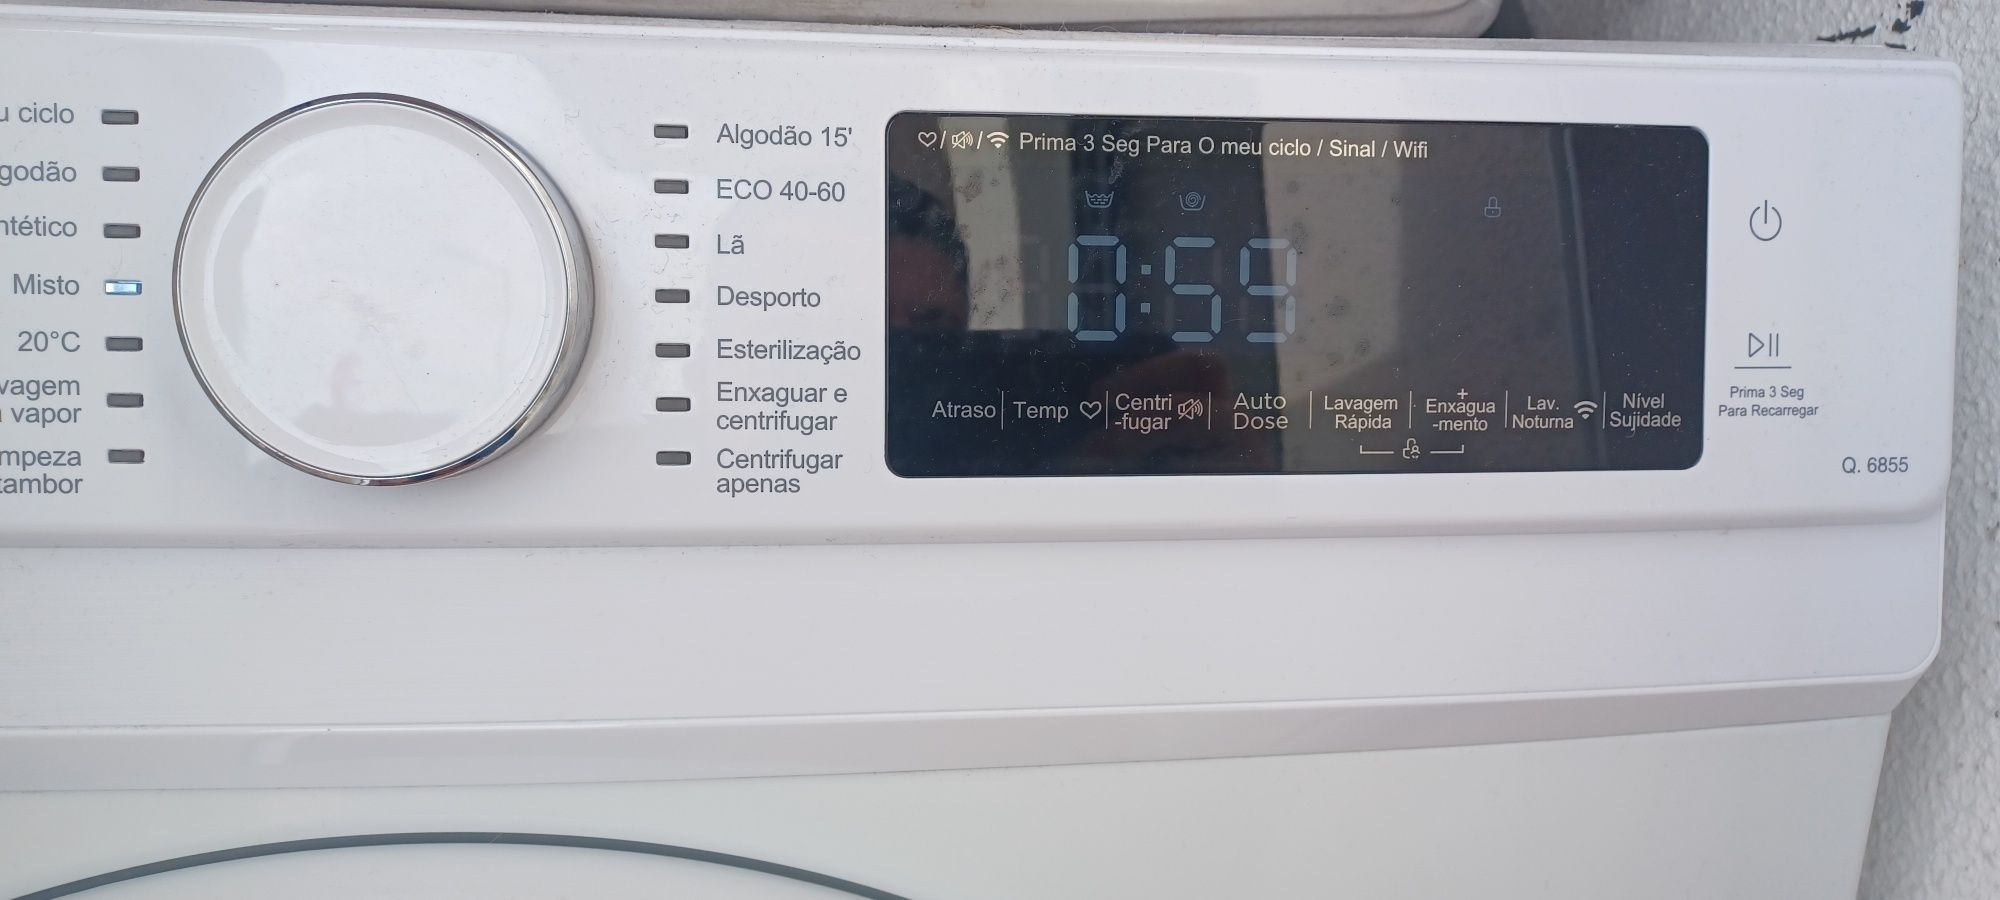 u ciclo
godão
ntético
Misto
20°C
vagem
a vapor
mpeza
tambor
Algodão 15'
ECO 40-60
Lã
Desporto
Esterilização
Enxaguar e
centrifugar
Centrifugar
apenas
/ / Prima 3 Seg Para O meu ciclo / Sinal / Wifi
0:59
Atraso
Temp
Centri
-fugar
Auto
Dose
Lavagem
Rápida
+
Enxágua
-mento
Lav.
Noturna
Nível
Sujidade
Prima 3 Seg
Para Recarregar
Q. 6855